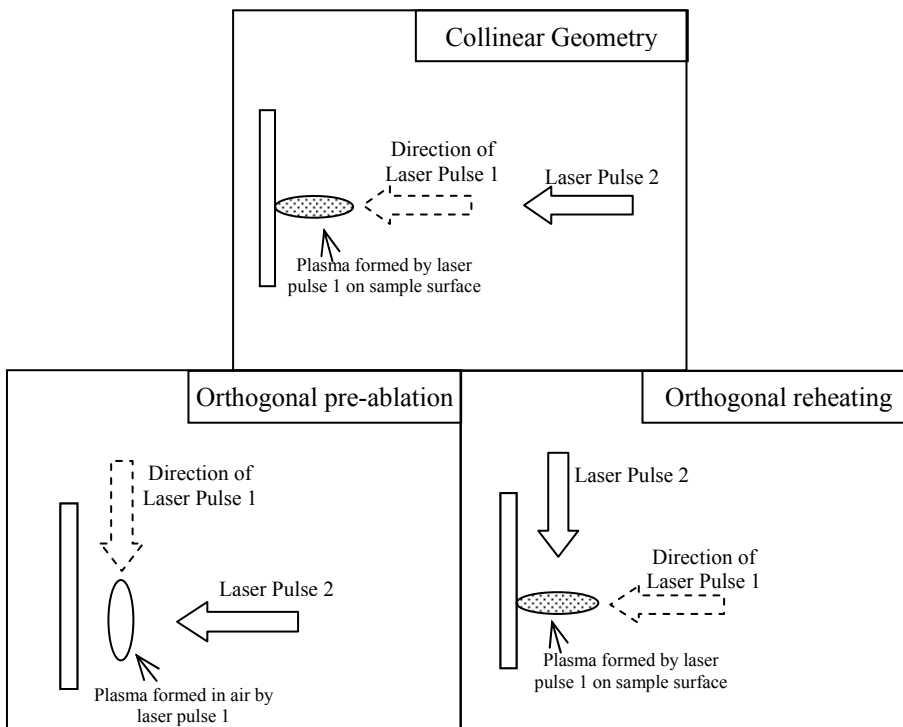 Collinear Geometry
Direction of
Laser Pulse 1
Laser Pulse 2
Plasma formed by laser
pulse 1 on sample surface
Orthogonal pre-ablation
Direction of
Laser Pulse 1
Laser Pulse 2
Plasma formed in air by
laser pulse 1
Orthogonal reheating
Laser Pulse 2
Direction of
Laser Pulse 1
Plasma formed by laser
pulse 1 on sample surface